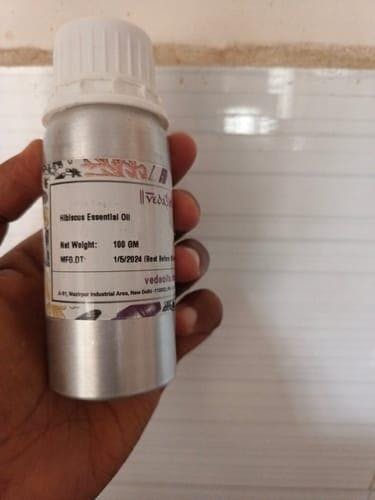 Hibiscus Essential Oil
Net Weight: 100 GM
MFG.DT: 1/5/2024 (Best Before
A-91, Wazirpur Industrial Area, New Delhi